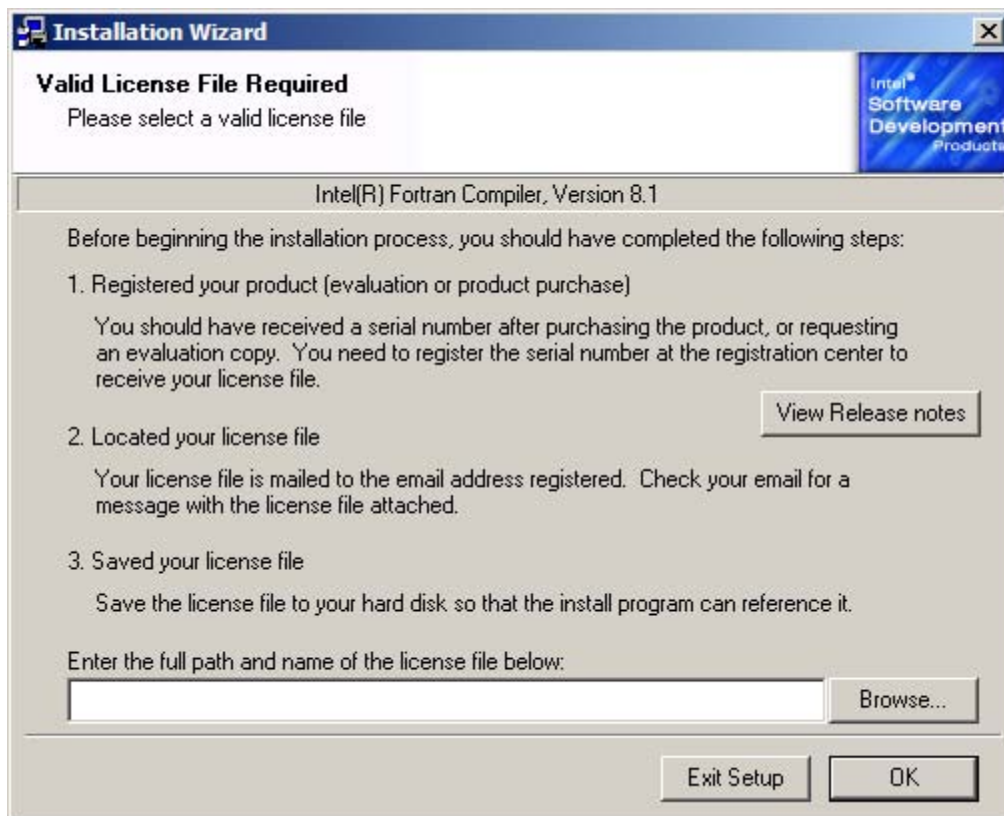 Installation Wizard
Valid License File Required
Please select a valid license file
Intel®
Software
Development
Products
Intel(R) Fortran Compiler, Version 8.1
Before beginning the installation process, you should have completed the following steps:
1. Registered your product (evaluation or product purchase)
You should have received a serial number after purchasing the product, or requesting
an evaluation copy.  You need to register the serial number at the registration center to
receive your license file.
View Release notes
2. Located your license file
Your license file is mailed to the email address registered.  Check your email for a
message with the license file attached.
3. Saved your license file
Save the license file to your hard disk so that the install program can reference it.
Enter the full path and name of the license file below:
Browse...
Exit Setup
OK